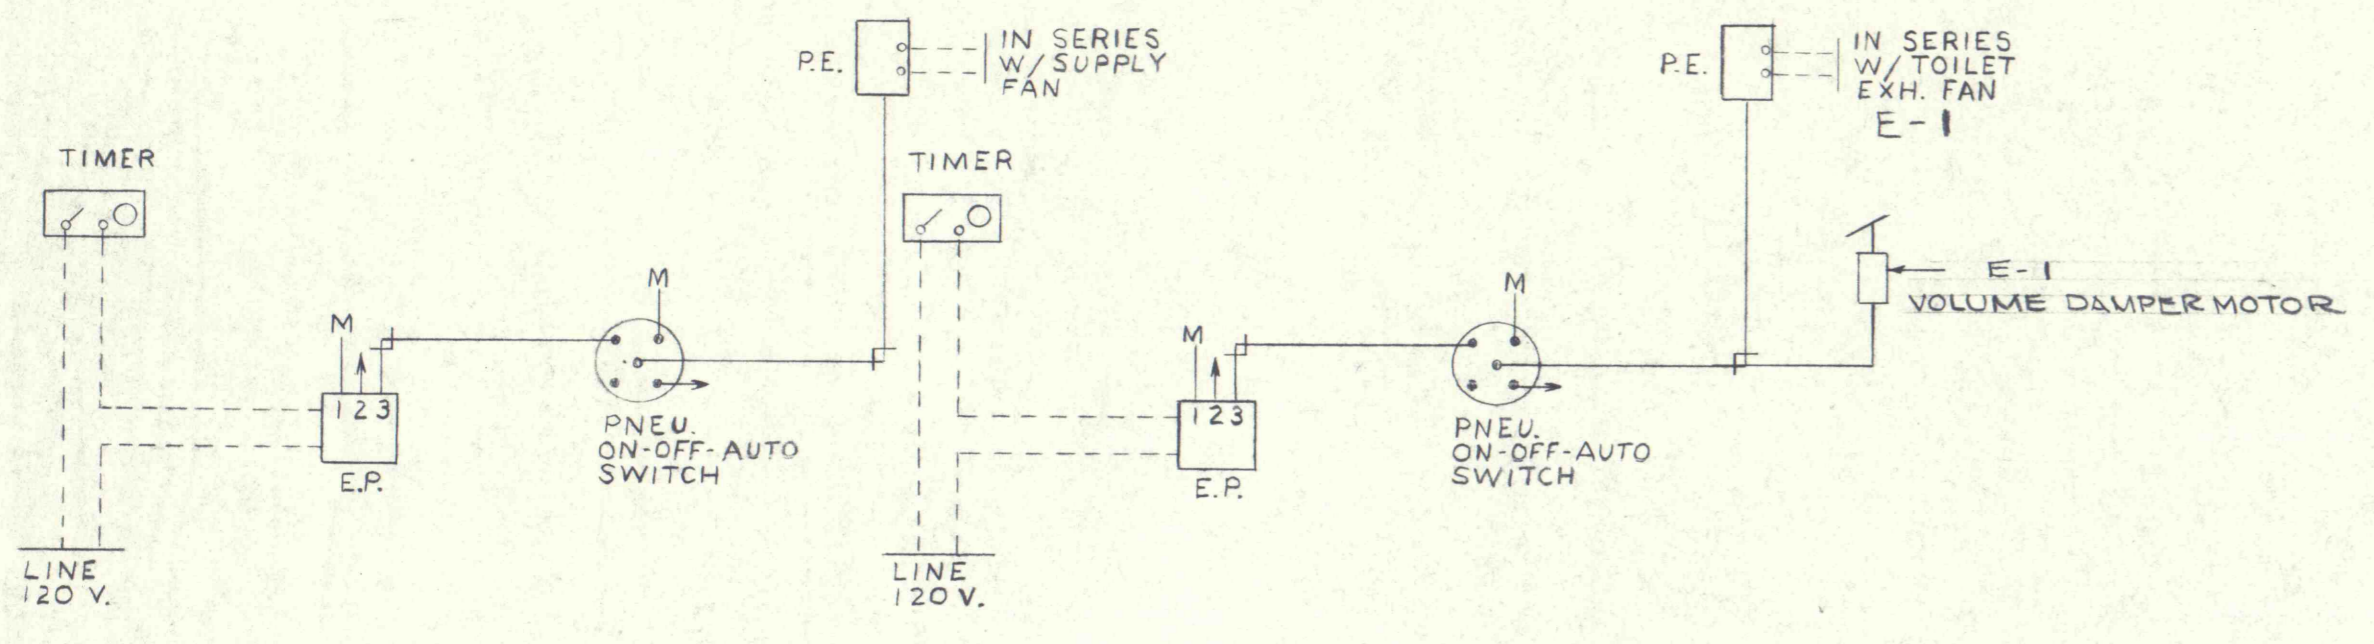 P.E.
IN SERIES
W/SUPPLY
FAN
P.E.
IN SERIES
W/TOILET
EXH. FAN
E-1
TIMER
TIMER
M
M
M
M
E-1
VOLUME DAMPER MOTOR
1 2 3
1 2 3
PNEU.
ON-OFF-AUTO
SWITCH
PNEU.
ON-OFF-AUTO
SWITCH
E.P.
E.P.
LINE
120 V.
LINE
120 V.